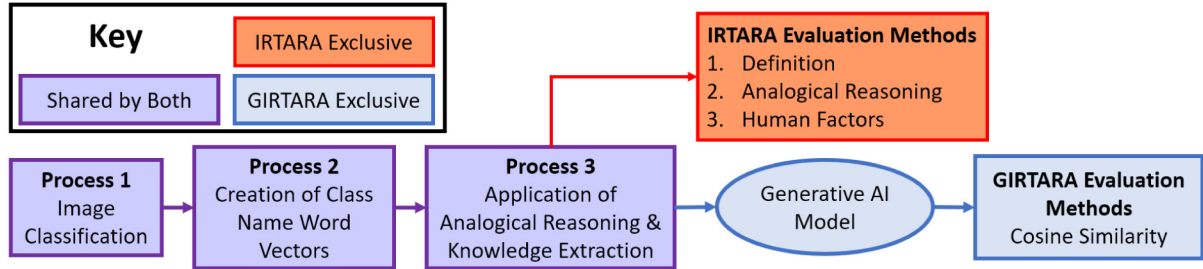 Key
IRTARA Exclusive
Shared by Both
GIRTARA Exclusive
IRTARA Evaluation Methods
1. Definition
2. Analogical Reasoning
3. Human Factors
Process 1
Image
Classification
Process 2
Creation of Class
Name Word
Vectors
Process 3
Application of
Analogical Reasoning &
Knowledge Extraction
Generative AI
Model
GIRTARA Evaluation
Methods
Cosine Similarity